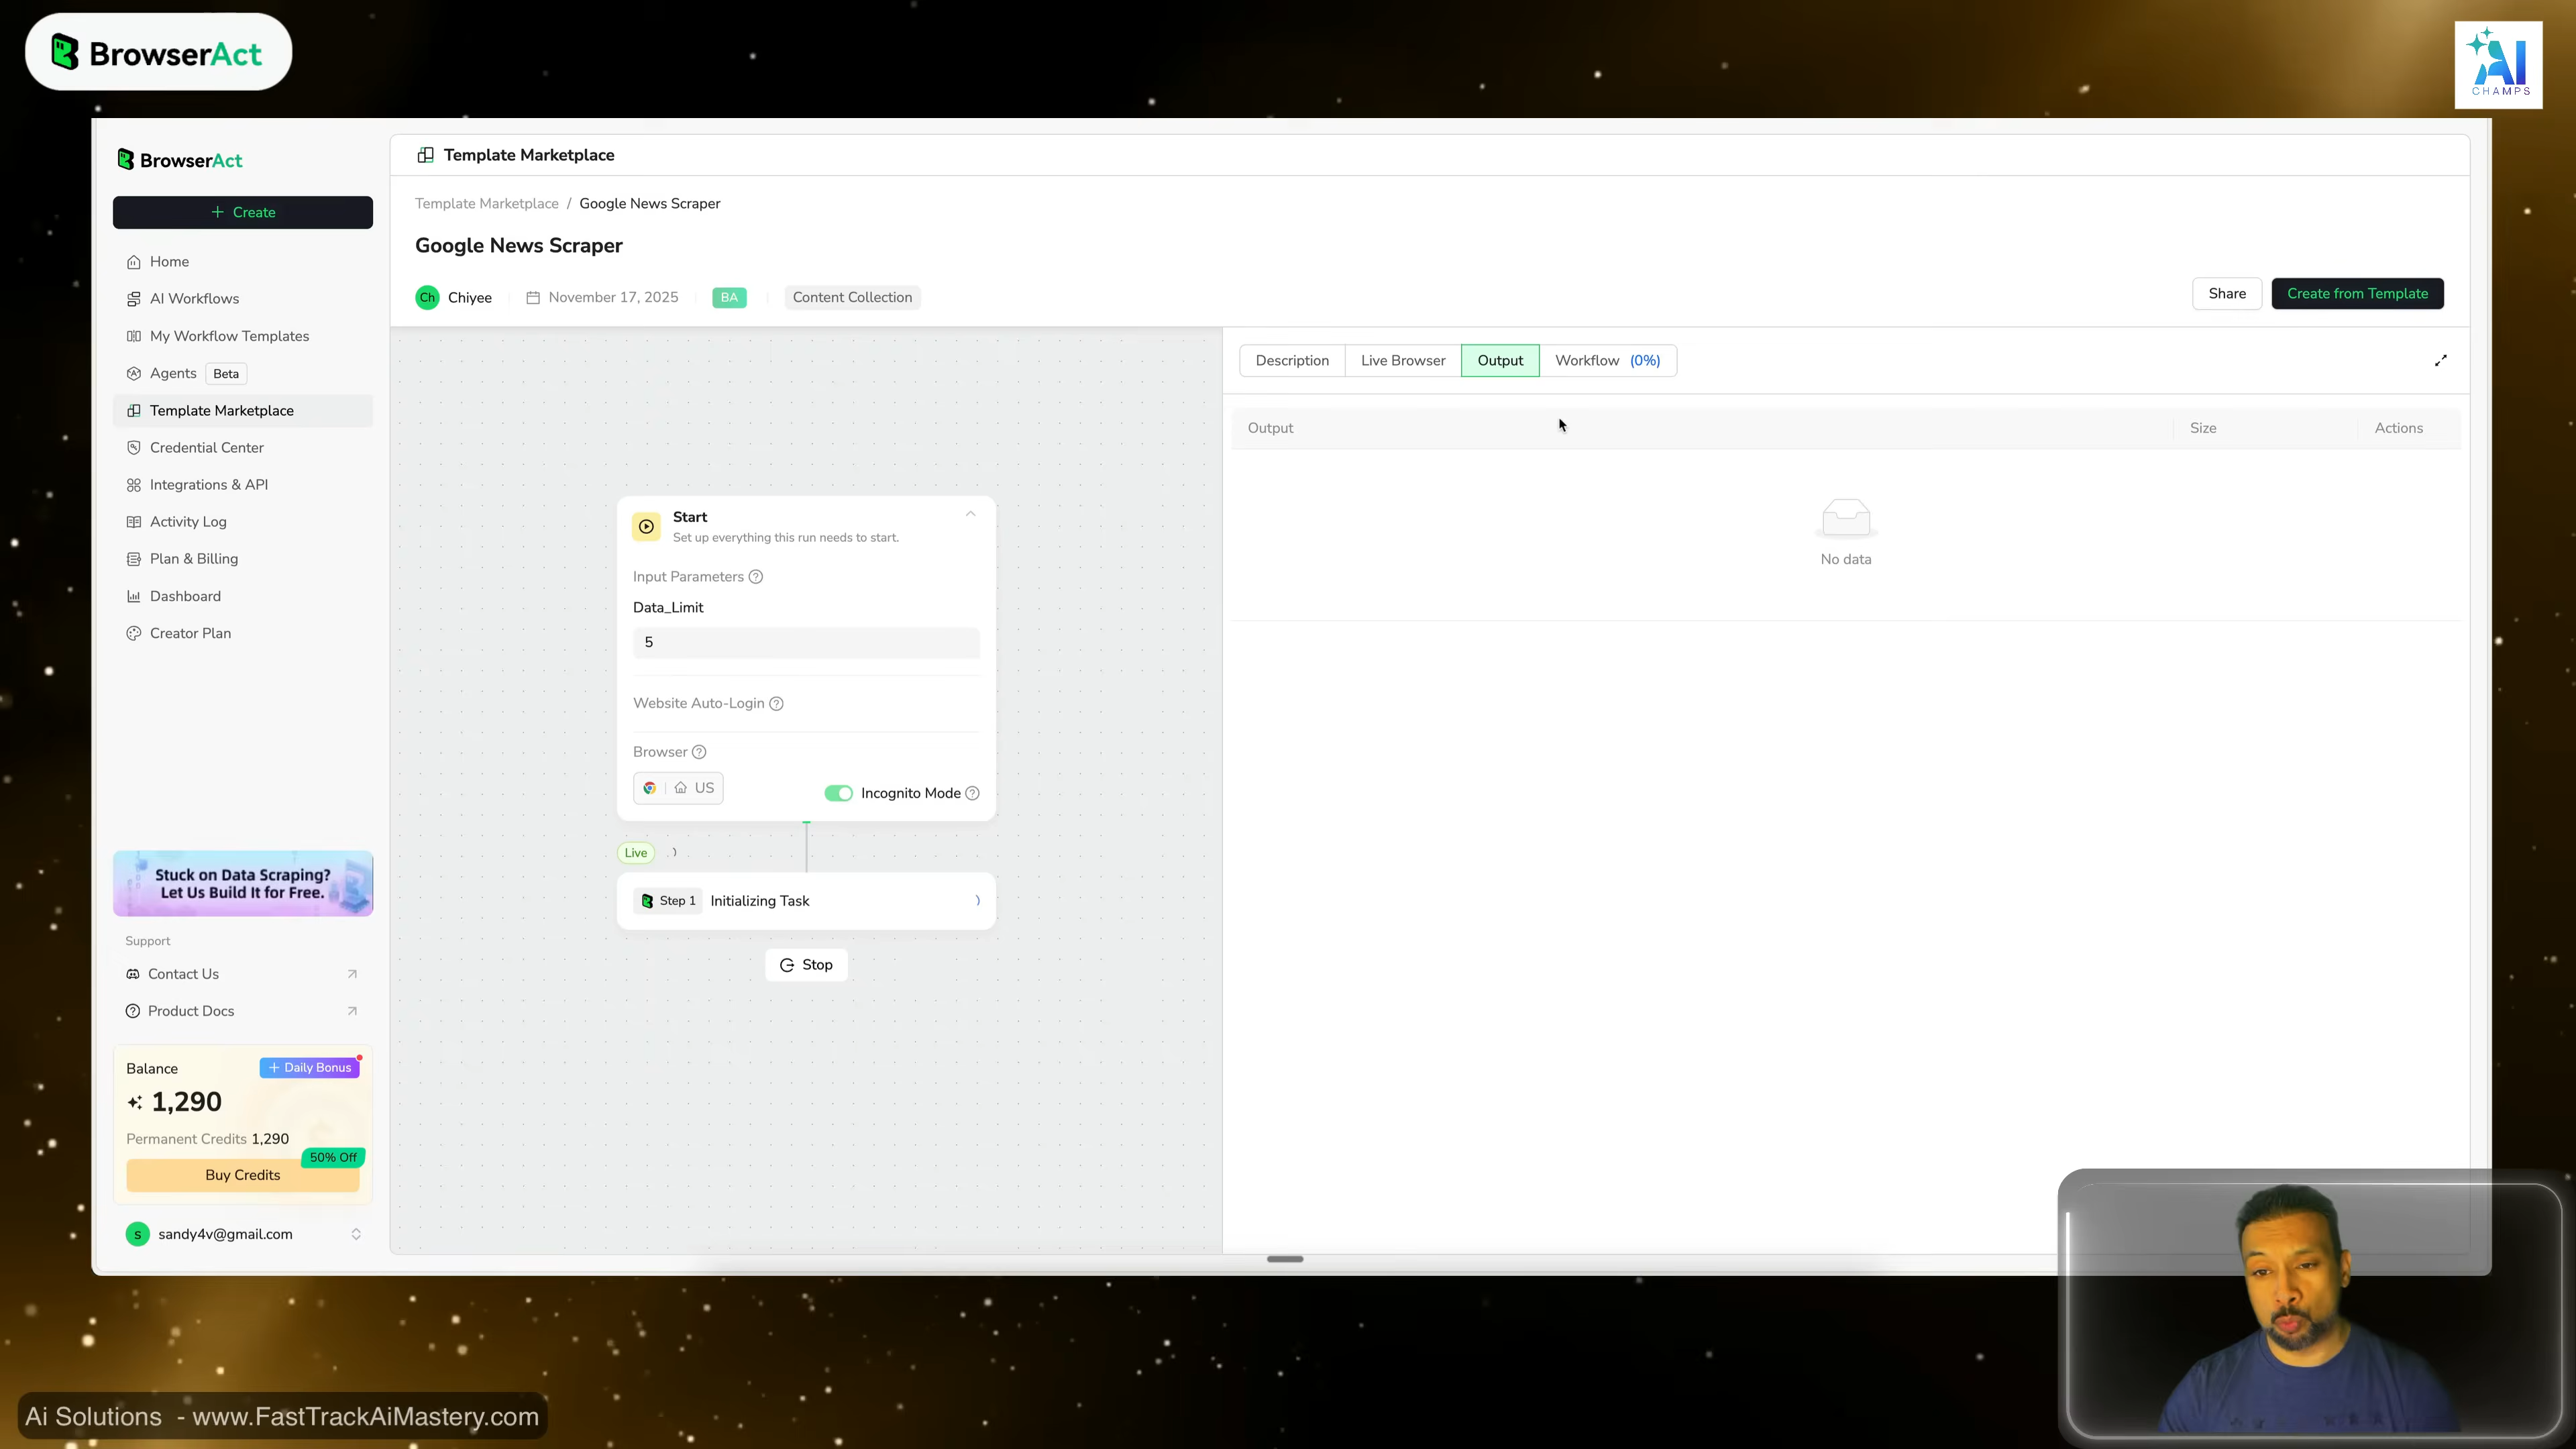 BrowserAct
AI
CHAMPS
BrowserAct
Create
Home
AI Workflows
My Workflow Templates
Agents Beta
Template Marketplace
Credential Center
Integrations & API
Activity Log
Plan & Billing
Dashboard
Creator Plan
Stuck on Data Scraping?
Let Us Build It for Free.
Support
Contact Us
Product Docs
Balance
+ Daily Bonus
1,290
Permanent Credits 1,290
50% Off
Buy Credits
s sandy4v@gmail.com
Template Marketplace
Template Marketplace / Google News Scraper
Google News Scraper
Ch Chiyee November 17, 2025 BA Content Collection
Share
Create from Template
Start
Set up everything this run needs to start.
Input Parameters
Data_Limit
5
Website Auto-Login
Browser
US
Incognito Mode
Live
Step 1 Initializing Task
Stop
Description Live Browser Output Workflow (0%)
Output Size Actions
No data
Ai Solutions - www.FastTrackAiMastery.com